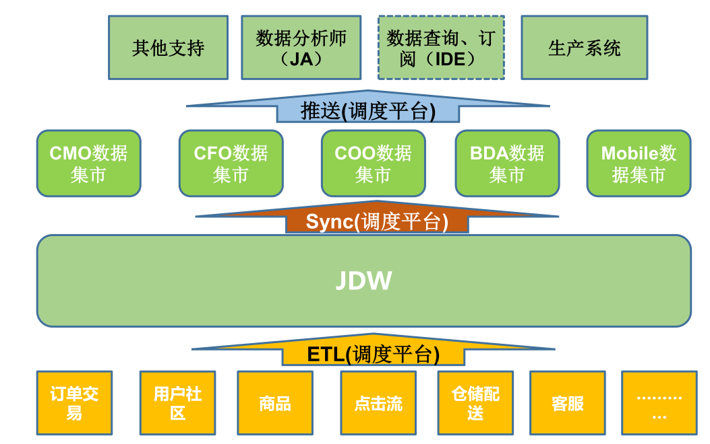 其他支持
数据分析师
（JA）
数据查询、订
阅（IDE）
生产系统
推送(调度平台)
CMO数据
集市
CFO数据
集市
COO数据
集市
BDA数据
集市
Mobile数
据集市
Sync(调度平台)
JDW
ETL(调度平台)
订单交
易
用户社
区
商品
点击流
仓储配
送
客服
………
…